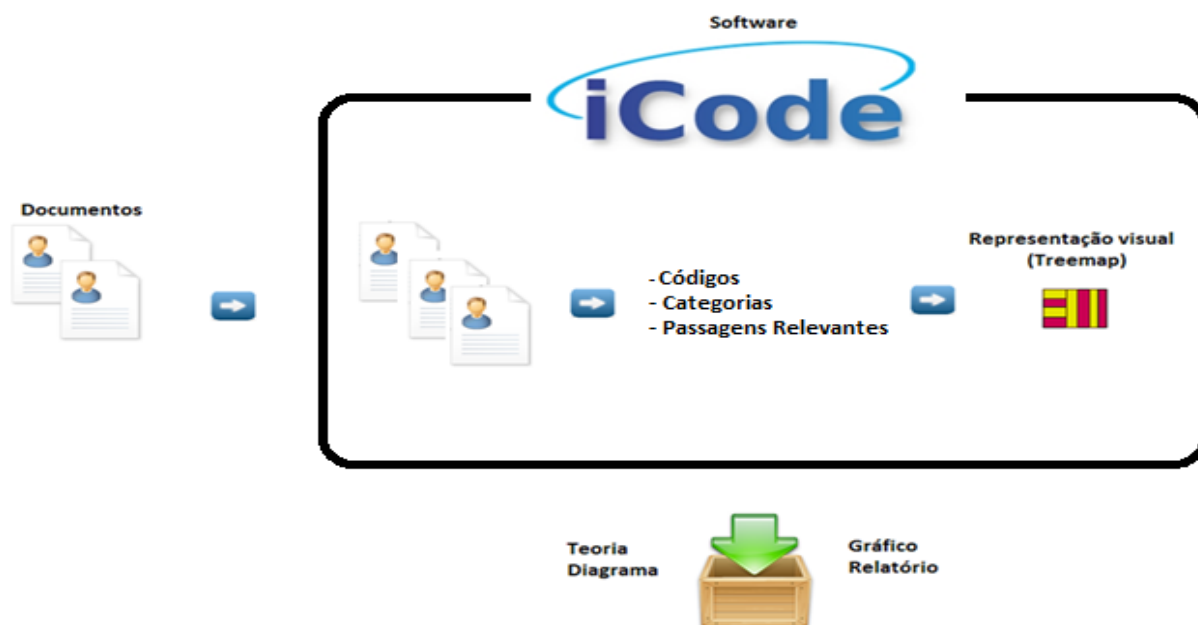 Software
iCode
Documentos
- Códigos
- Categorias
- Passagens Relevantes
Representação visual
(Treemap)
Teoria
Diagrama
Gráfico
Relatório